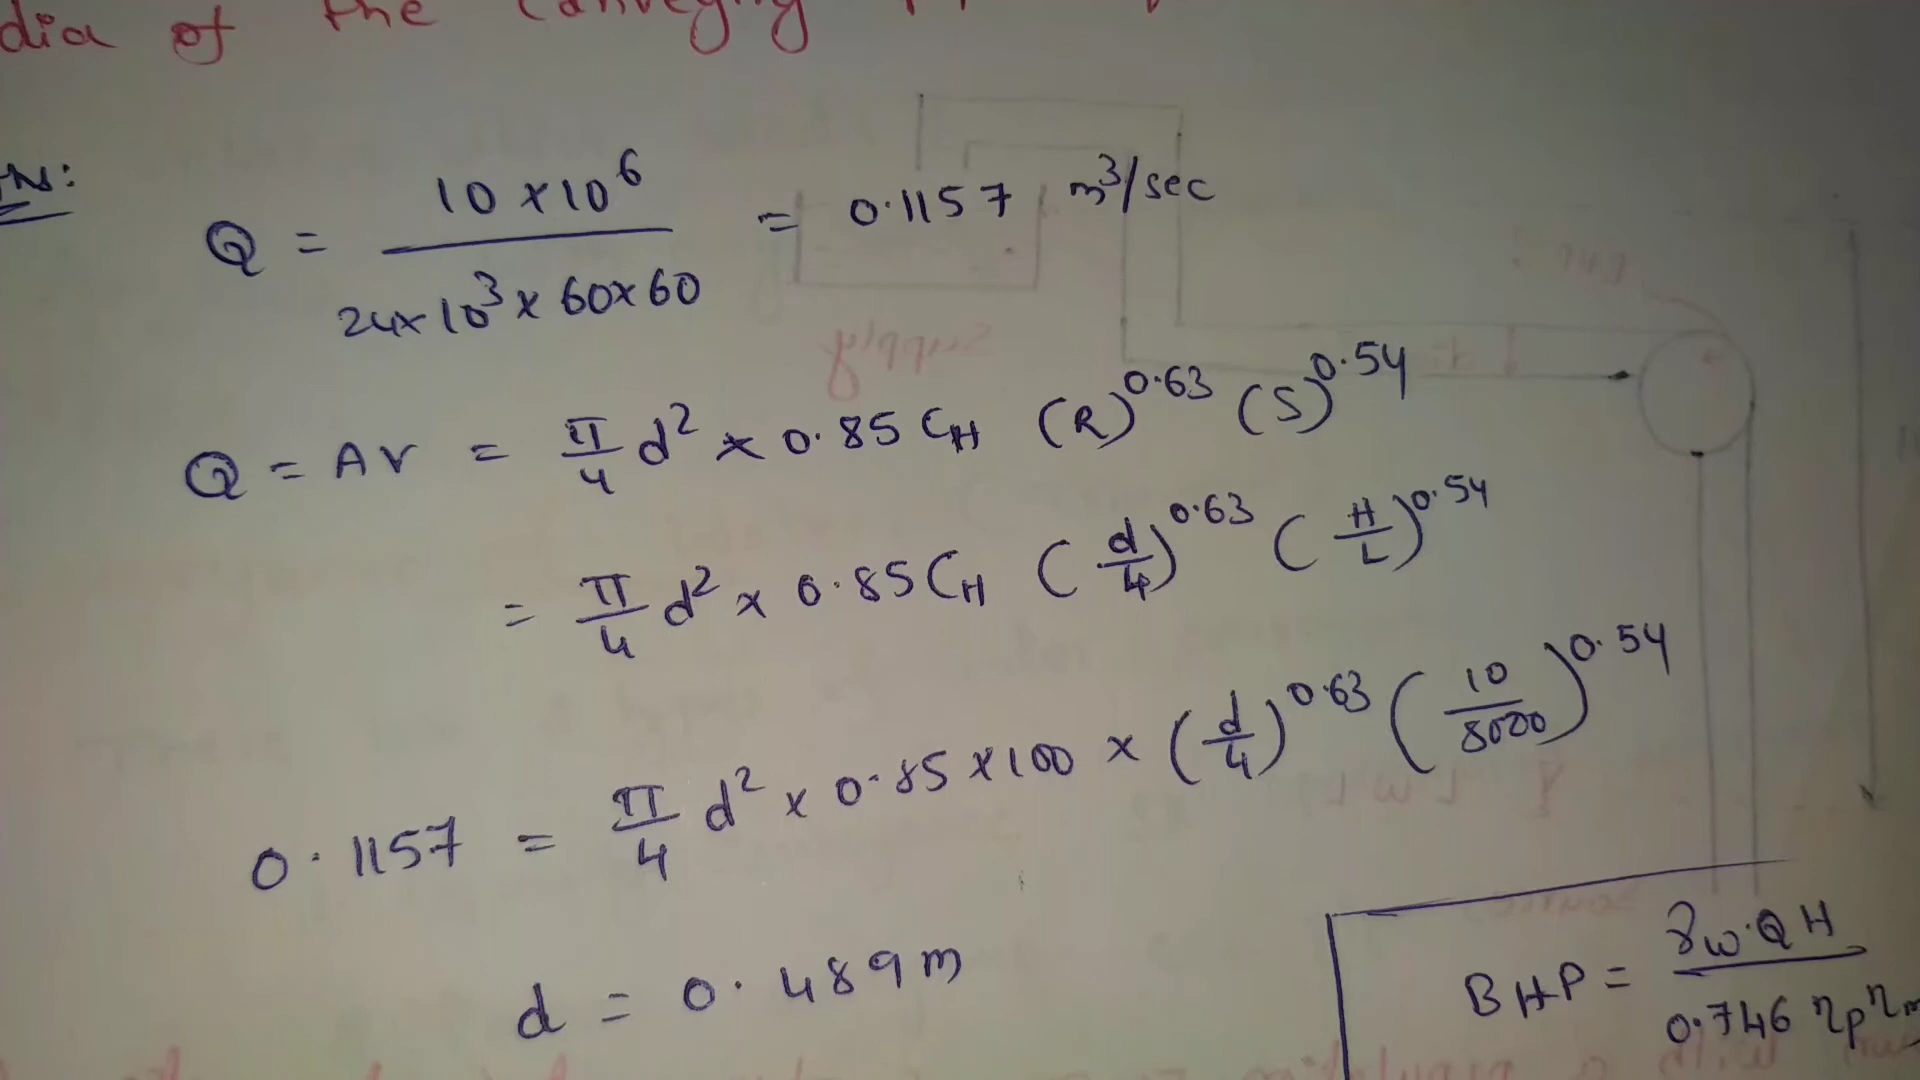 dia of the Conveying
Q = 10 × 10^6 / 24 × 10^3 × 60 × 60 = 0.1157 m^3/sec
Q = AV = π/4 d^2 × 0.85 C_H (R)^0.63 (S)^0.54
= π/4 d^2 × 0.85 C_H (d/4)^0.63 (H/L)^0.54
0.1157 = π/4 d^2 × 0.85 × 100 × (d/4)^0.63 (10/8000)^0.54
d = 0.489 m
BHP = γw.QH / 0.746 ηp ηm